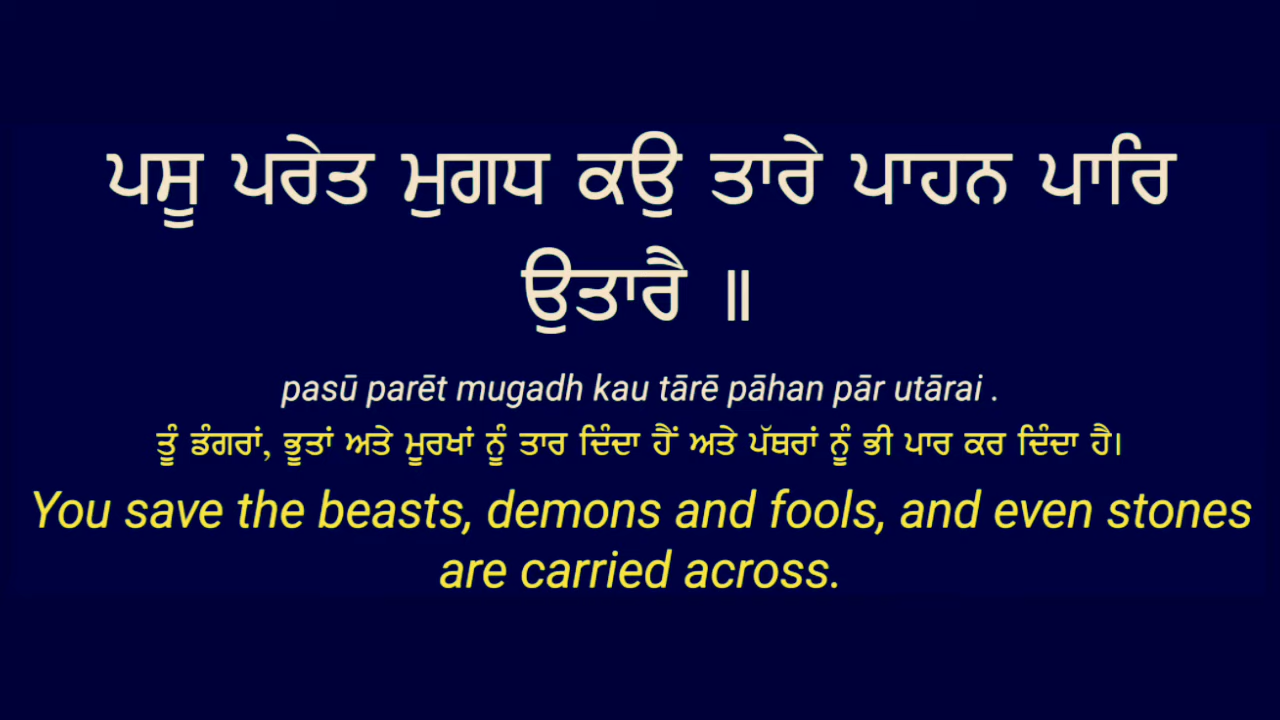 ਪਸੂ ਪਰੇਤ ਮੁਗਧ ਕਉ ਤਾਰੇ ਪਾਹਨ ਪਾਰਿ
ਉਤਾਰੈ ॥
pasū parēt mugadh kau tārē pāhan pār utārai .
ਤੂੰ ਡੰਗਰਾਂ, ਭੂਤਾਂ ਅਤੇ ਮੂਰਖਾਂ ਨੂੰ ਤਾਰ ਦਿੰਦਾ ਹੈਂ ਅਤੇ ਪੱਥਰਾਂ ਨੂੰ ਭੀ ਪਾਰ ਕਰ ਦਿੰਦਾ ਹੈ।
You save the beasts, demons and fools, and even stones
are carried across.